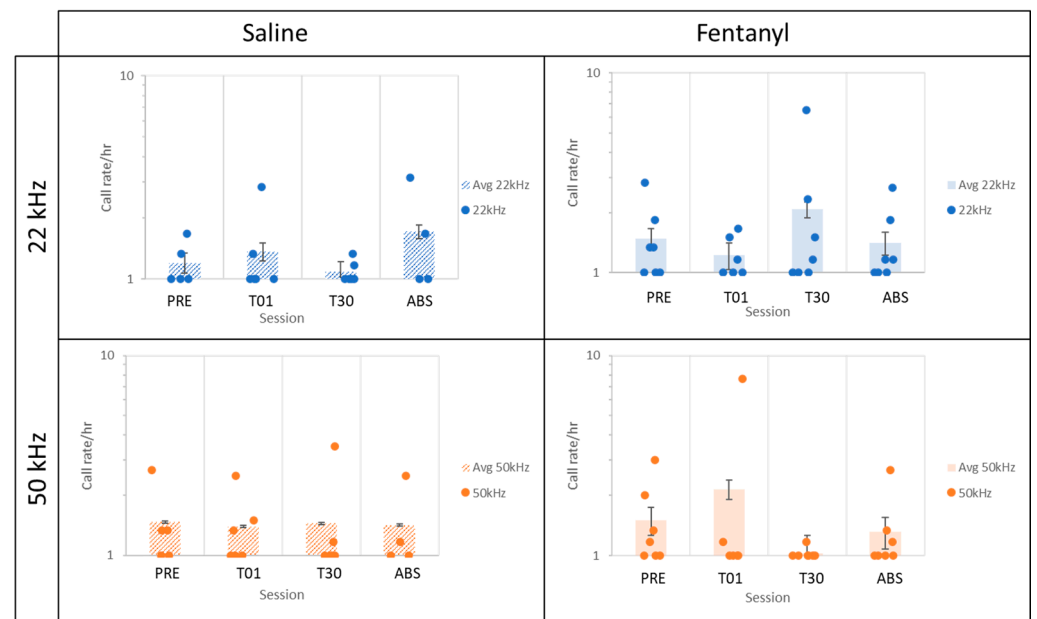 Saline
Fentanyl
22 kHz
10
Call rate/hr
1
PRE
T01
T30
ABS
Session
Avg 22kHz
22kHz
10
Call rate/hr
1
PRE
T01
T30
ABS
Session
Avg 22kHz
22kHz
50 kHz
10
Call rate/hr
1
PRE
T01
T30
ABS
Session
Avg 50kHz
50kHz
10
Call rate/hr
1
PRE
T01
T30
ABS
Session
Avg 50kHz
50kHz